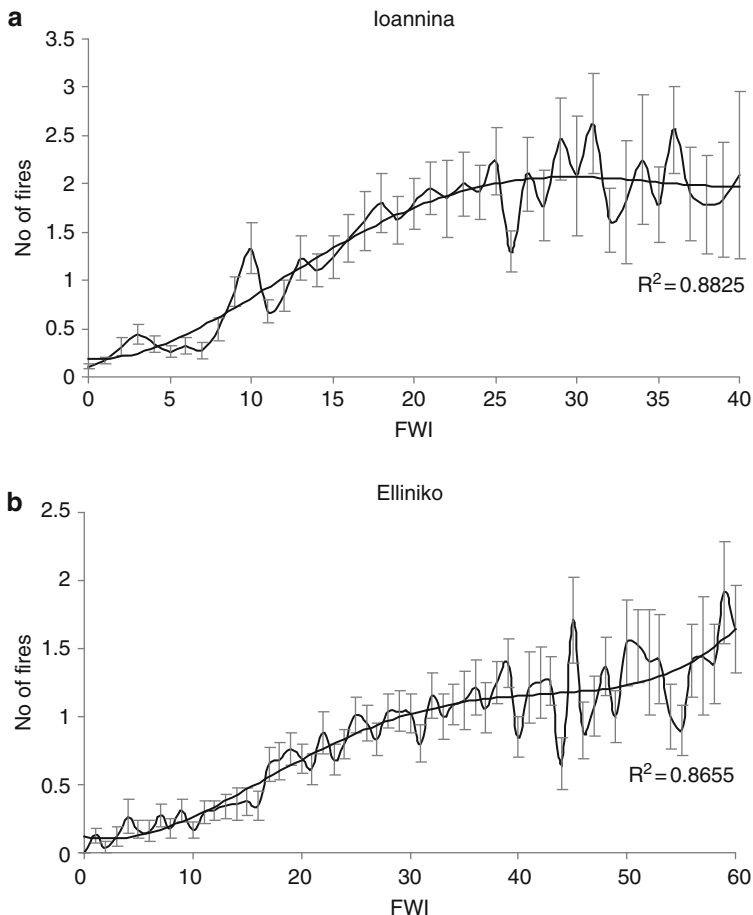 a
Ioannina
3.5
3
2.5
2
1.5
1
0.5
0
No of fires
R² = 0.8825
0 5 10 15 20 25 30 35 40
FWI
b
Elliniko
2.5
2
1.5
1
0.5
0
No of fires
R² = 0.8655
0 10 20 30 40 50 60
FWI